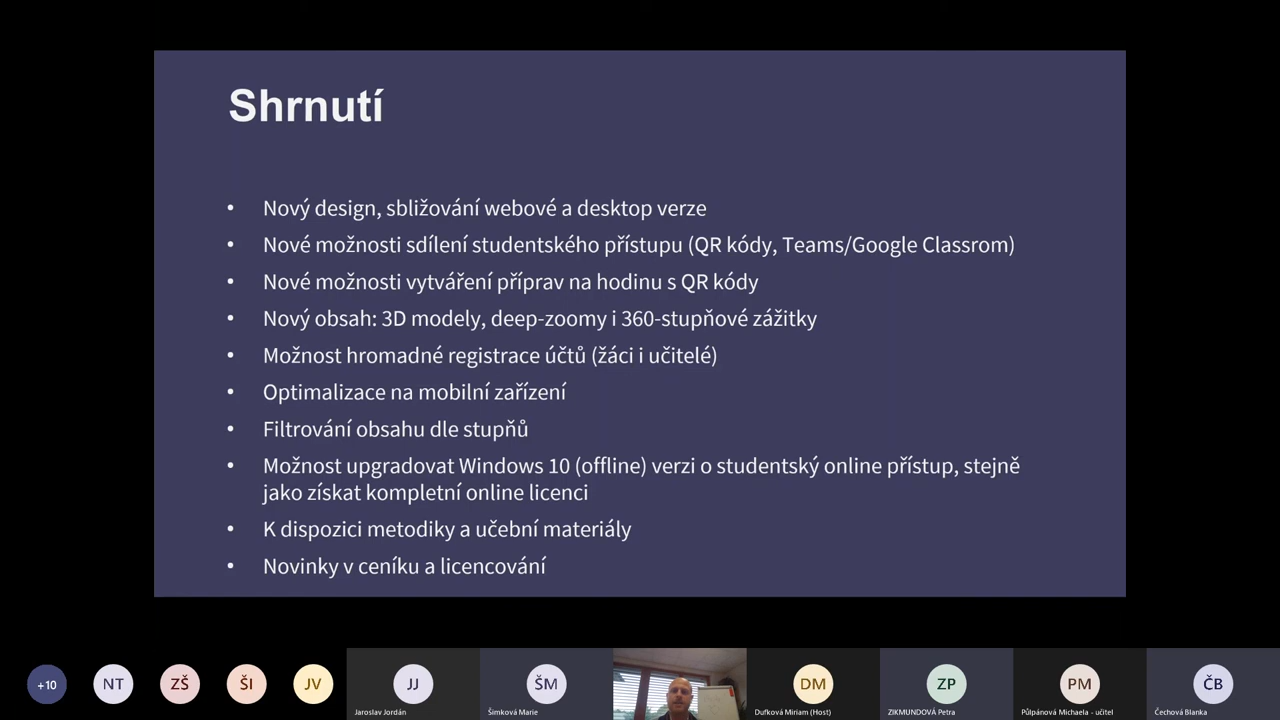 Shrnutí
• Nový design, sbližování webové a desktop verze
• Nové možnosti sdílení studentského přístupu (QR kódy, Teams/Google Classrom)
• Nové možnosti vytváření příprav na hodinu s QR kódy
• Nový obsah: 3D modely, deep-zoomy i 360-stupňové zážitky
• Možnost hromadné registrace účtů (žáci i učitelé)
• Optimalizace na mobilní zařízení
• Filtrování obsahu dle stupňů
• Možnost upgradovat Windows 10 (offline) verzi o studentský online přístup, stejně
jako získat kompletní online licenci
• K dispozici metodiky a učební materiály
• Novinky v ceníku a licencování
+10
NT
ZŠ
ŠI
JV
JJ
Jaroslav Jordán
ŠM
Šimková Marie
DM
Dufková Miriam (Host)
ZP
ZIKMUNDOVÁ Petra
PM
Půlpánová Michaela - učitel
ČB
Čechová Blanka